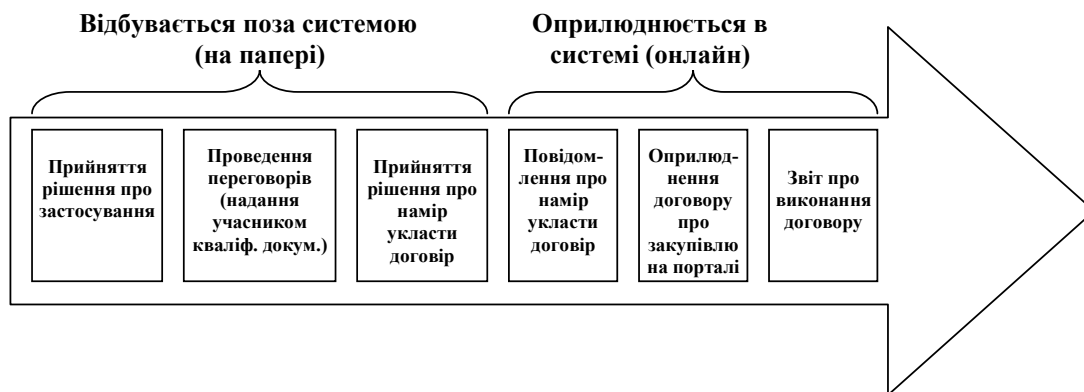 Відбувається поза системою
(на папері)
Оприлюднюється в
системі (онлайн)
Прийняття
рішення про
застосування
Проведення
переговорів
(надання
учасником
кваліф. докум.)
Прийняття
рішення про
намір
укласти
договір
Повідом-
лення про
намір
укласти
договір
Оприлюд-
нення
договору
про
закупівлю
на порталі
Звіт про
виконання
договору